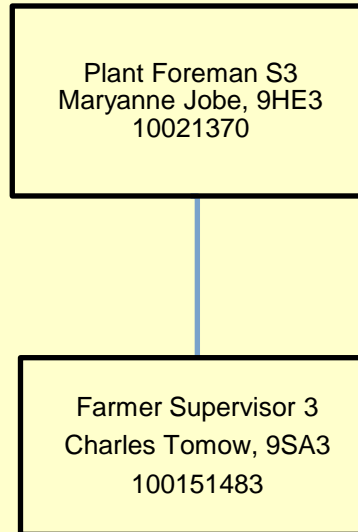 Plant Foreman S3
Maryanne Jobe, 9HE3
10021370
Farmer Supervisor 3
Charles Tomow, 9SA3
100151483